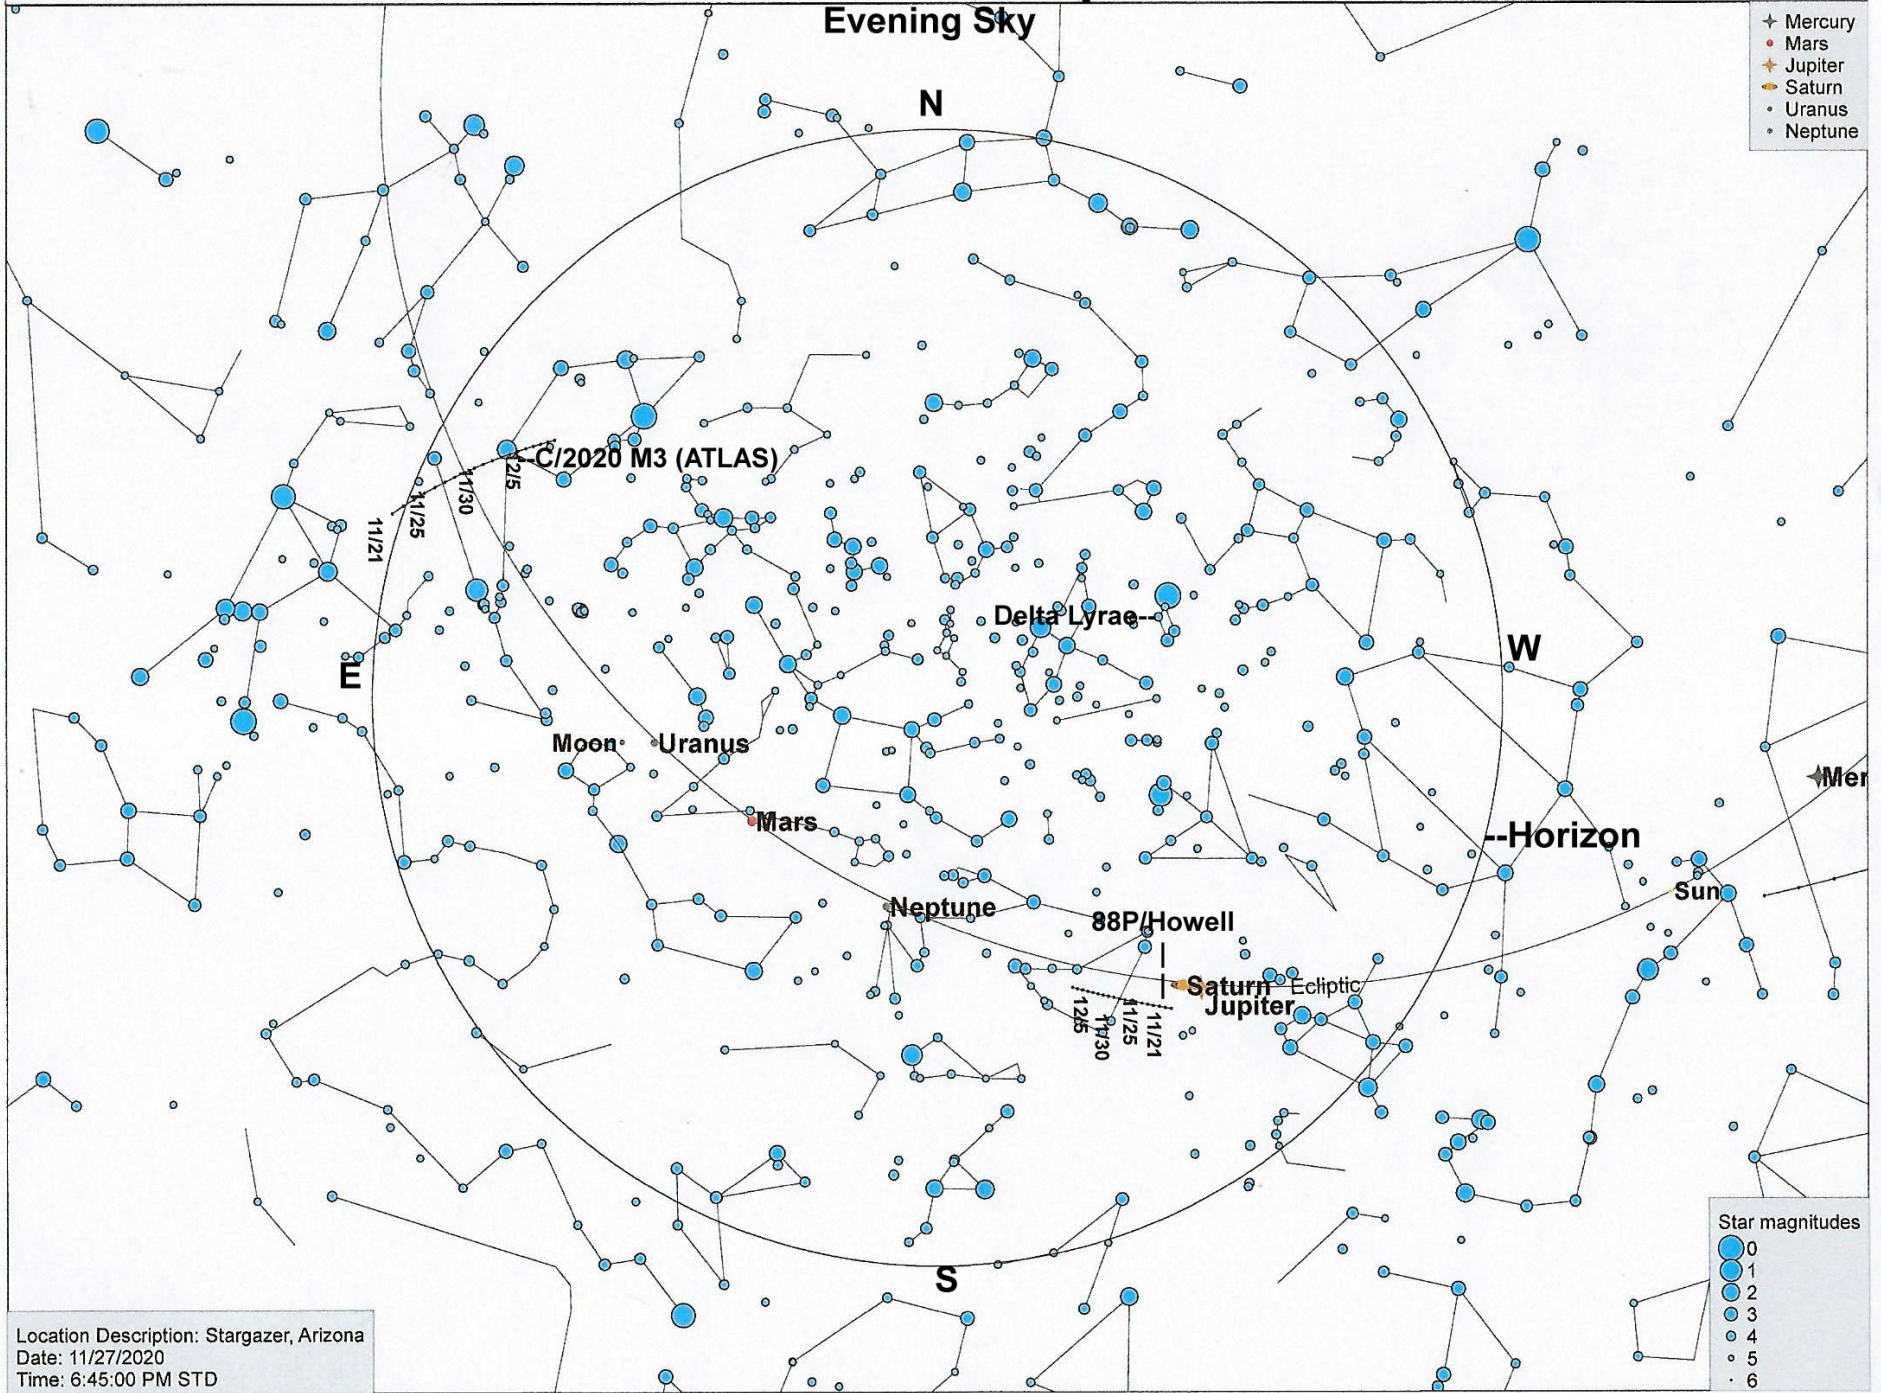 Evening Sky
Mercury
Mars
Jupiter
Saturn
Uranus
Neptune
N
--C/2020 M3 (ATLAS)
12/5
11/30
11/25
11/21
Delta Lyrae--
E
W
Moon
Uranus
Mars
Mer
--Horizon
Sun
Neptune
88P/Howell
Saturn
Ecliptic
Jupiter
12/5
11/30
11/25
11/21
S
Star magnitudes
0
1
2
3
4
5
6
Location Description: Stargazer, Arizona
Date: 11/27/2020
Time: 6:45:00 PM STD